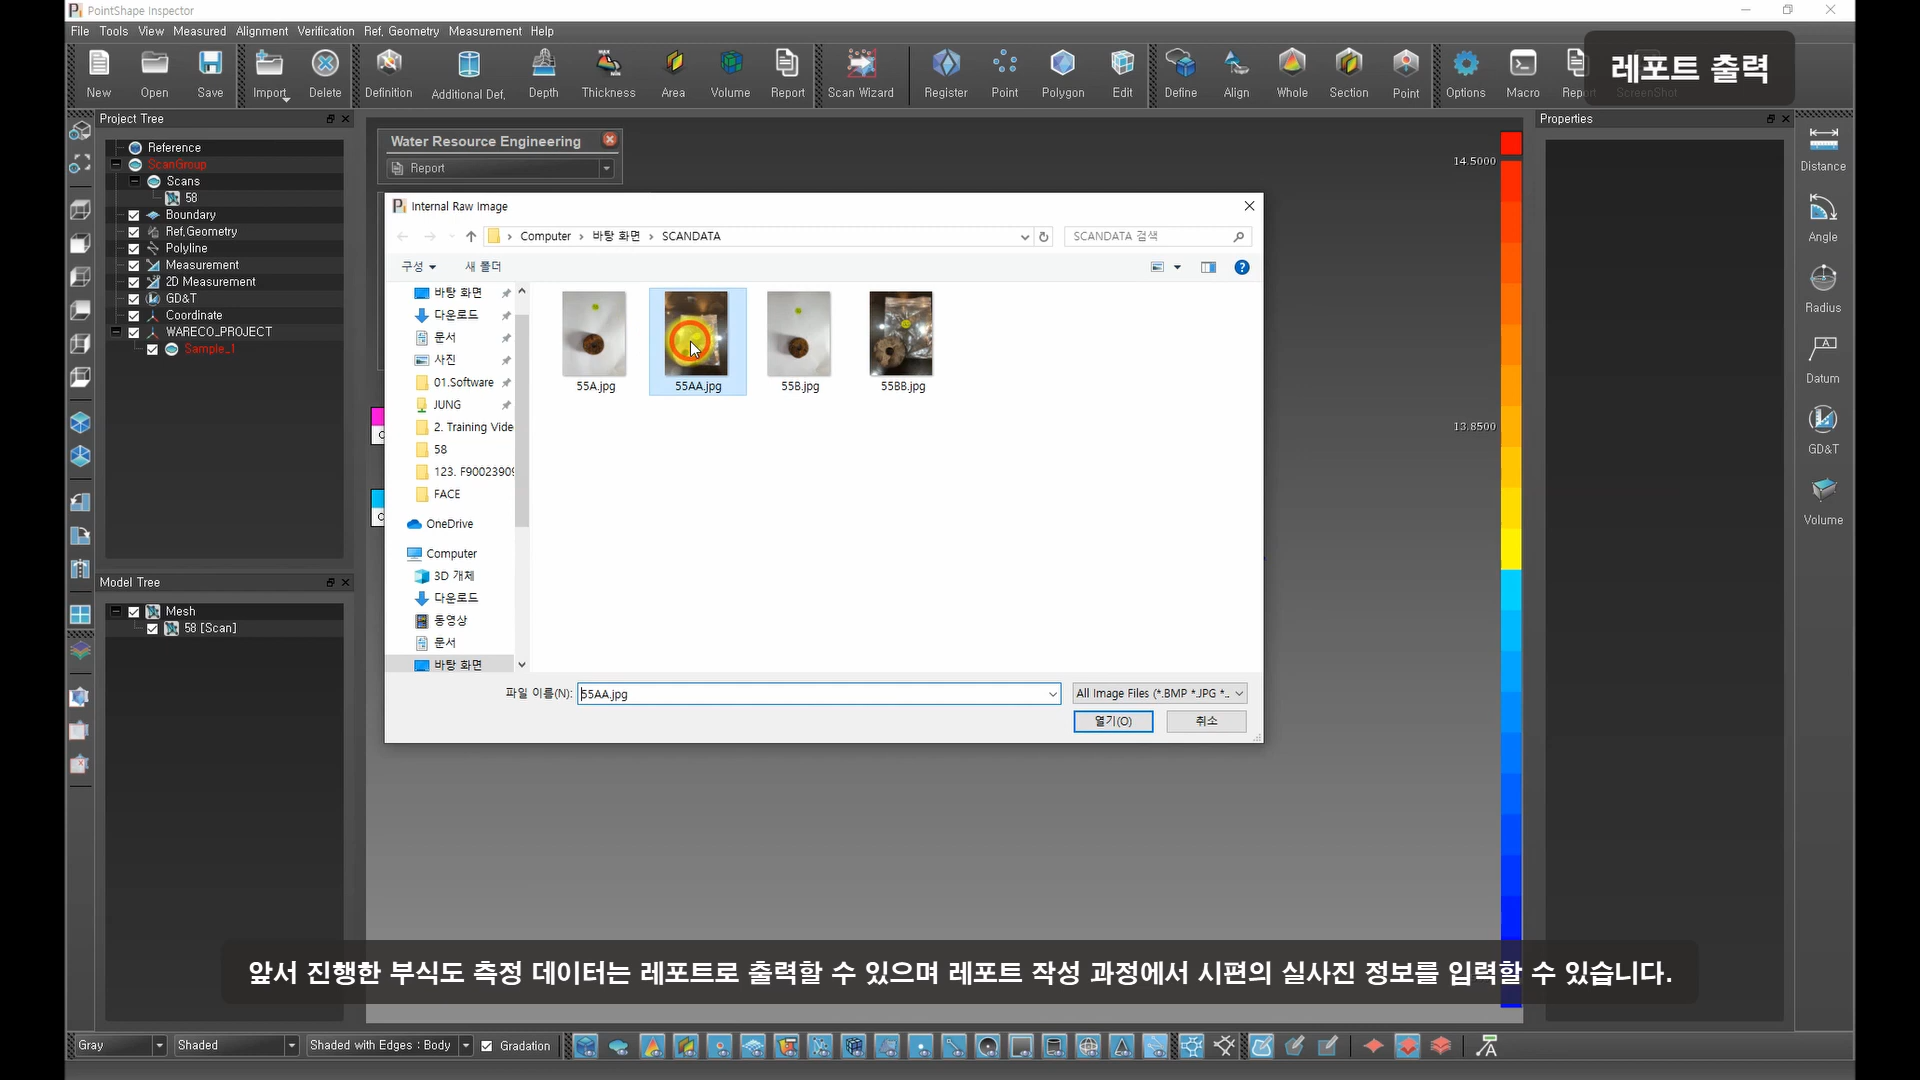 PointShape Inspector
File Tools View Measured Alignment Verification Ref. Geometry Measurement Help
New Open Save Import Delete Definition Additional Def. Depth Thickness Area Volume Report Scan Wizard Register Point Polygon Edit Define Align Whole Section Point Options Macro Report ScreenShot
레포트 출력
Project Tree
Reference
ScanGroup
Scans
58
Boundary
Ref,Geometry
Polyline
Measurement
2D Measurement
GD&T
Coordinate
WARECO_PROJECT
Sample_1
Model Tree
Mesh
58 [Scan]
Water Resource Engineering
Report
Internal Raw Image
Computer > 바탕 화면 > SCANDATA
SCANDATA 검색
구성
새 폴더
바탕 화면
다운로드
문서
사진
01.Software
JUNG
2. Training Vide
58
123. F9002390
FACE
OneDrive
Computer
3D 개체
다운로드
동영상
문서
바탕 화면
55A.jpg
55AA.jpg
55B.jpg
55BB.jpg
파일 이름(N):
55AA.jpg
All Image Files (*.BMP *.JPG *..
열기(O)
취소
14.5000
13.8500
Properties
Distance
Angle
Radius
Datum
GD&T
Volume
앞서 진행한 부식도 측정 데이터는 레포트로 출력할 수 있으며 레포트 작성 과정에서 시편의 실사진 정보를 입력할 수 있습니다.
Gray
Shaded
Shaded with Edges : Body
Gradation